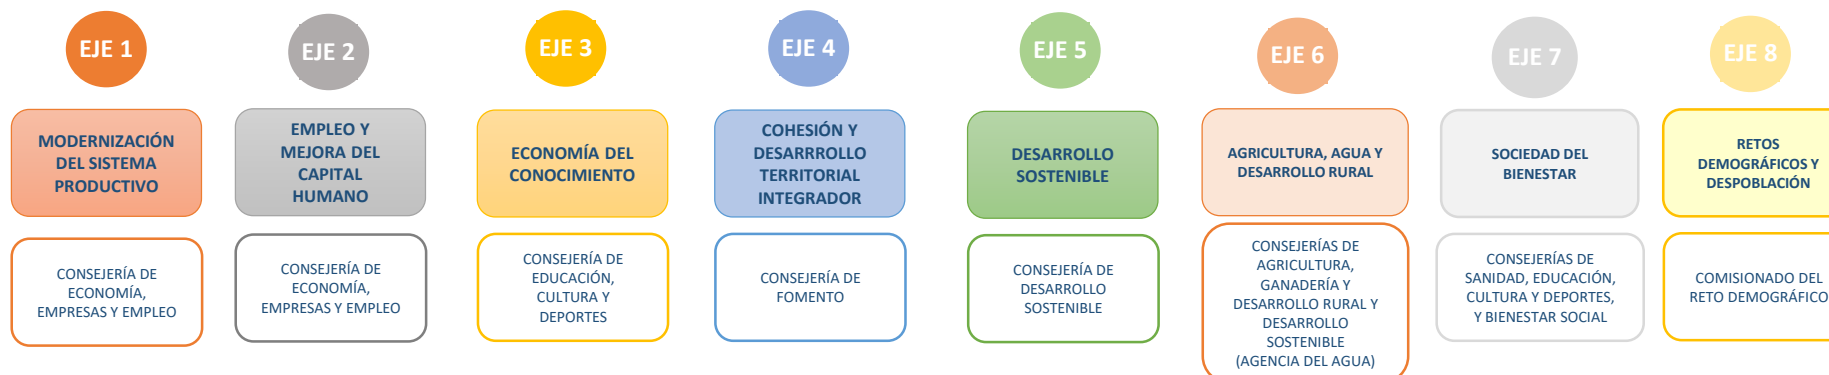 EJE 1
EJE 2
EJE 3
EJE 4
EJE 5
EJE 6
EJE 7
EJE 8
MODERNIZACIÓN
DEL SISTEMA
PRODUCTIVO
EMPLEO Y
MEJORA DEL
CAPITAL
HUMANO
ECONOMÍA DEL
CONOCIMIENTO
COHESIÓN Y
DESARRROLLO
TERRITORIAL
INTEGRADOR
DESARROLLO
SOSTENIBLE
AGRICULTURA, AGUA Y
DESARROLLO RURAL
SOCIEDAD DEL
BIENESTAR
RETOS
DEMOGRÁFICOS Y
DESPOBLACIÓN
CONSEJERÍA DE
ECONOMÍA,
EMPRESAS Y EMPLEO
CONSEJERÍA DE
ECONOMÍA,
EMPRESAS Y EMPLEO
CONSEJERÍA DE
EDUCACIÓN,
CULTURA Y
DEPORTES
CONSEJERÍA DE
FOMENTO
CONSEJERÍA DE
DESARROLLO
SOSTENIBLE
CONSEJERÍAS DE
AGRICULTURA,
GANADERÍA Y
DESARROLLO RURAL Y
DESARROLLO
SOSTENIBLE
(AGENCIA DEL AGUA)
CONSEJERÍAS DE
SANIDAD, EDUCACIÓN,
CULTURA Y DEPORTES,
Y BIENESTAR SOCIAL
COMISIONADO DEL
RETO DEMOGRÁFICO